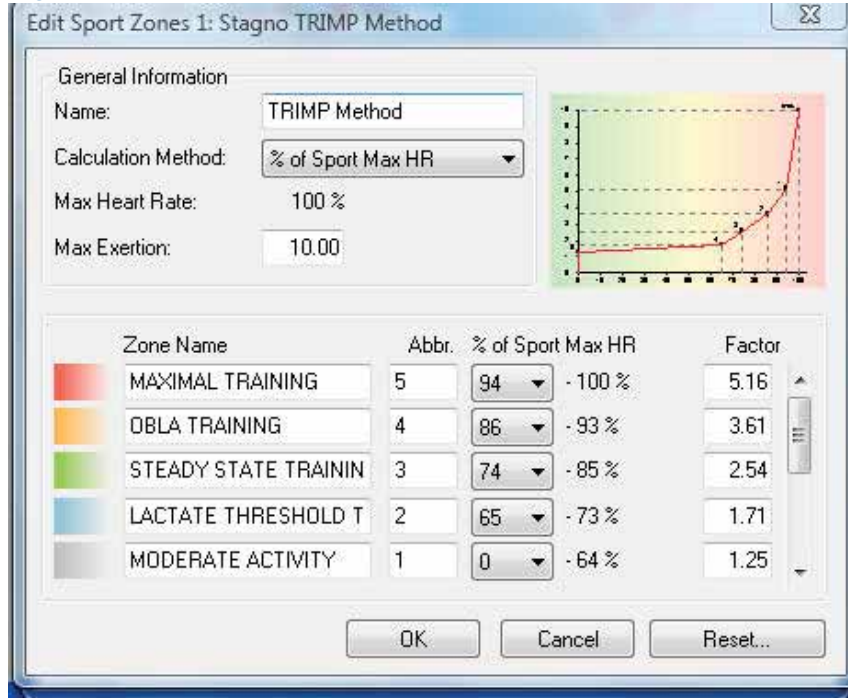 Edit Sport Zones 1: Stagno TRIMP Method
General Information
Name: TRIMP Method
Calculation Method: % of Sport Max HR
Max Heart Rate: 100 %
Max Exertion: 10.00
Zone Name Abbr. % of Sport Max HR Factor
MAXIMAL TRAINING 5 94 - 100 % 5.16
OBLA TRAINING 4 86 - 93 % 3.61
STEADY STATE TRAININ 3 74 - 85 % 2.54
LACTATE THRESHOLD T 2 65 - 73 % 1.71
MODERATE ACTIVITY 1 0 - 64 % 1.25
OK Cancel Reset...